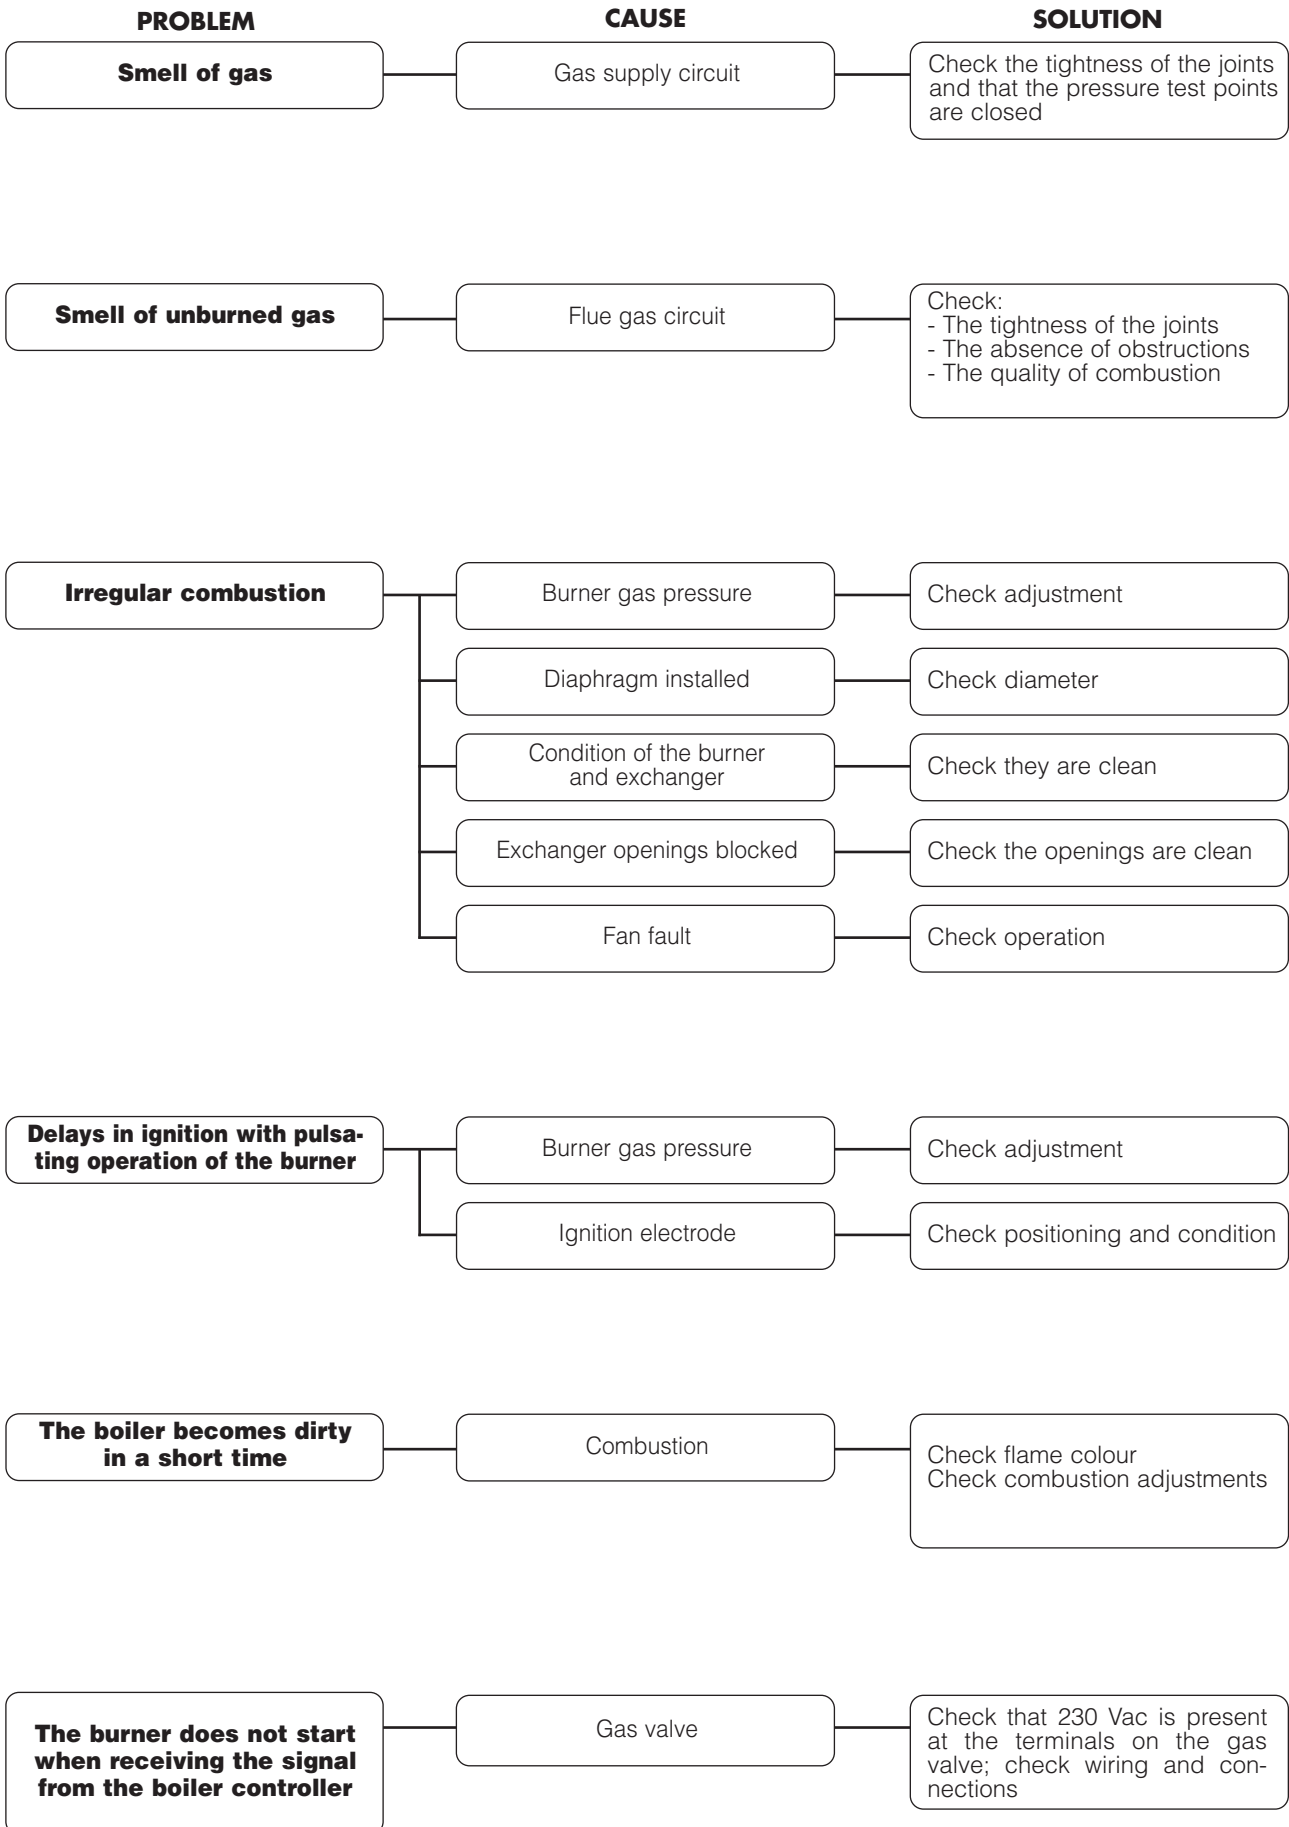 PROBLEM CAUSE SOLUTION
Smell of gas
Gas supply circuit
Check the tightness of the joints
and that the pressure test points
are closed
Smell of unburned gas
Flue gas circuit
Check:
- The tightness of the joints
- The absence of obstructions
- The quality of combustion
Irregular combustion
Burner gas pressure
Check adjustment
Diaphragm installed
Check diameter
Condition of the burner
and exchanger
Check they are clean
Exchanger openings blocked
Check the openings are clean
Fan fault
Check operation
Delays in ignition with pulsa-
ting operation of the burner
Burner gas pressure
Check adjustment
Ignition electrode
Check positioning and condition
The boiler becomes dirty
in a short time
Combustion
Check flame colour
Check combustion adjustments
The burner does not start
when receiving the signal
from the boiler controller
Gas valve
Check that 230 Vac is present
at the terminals on the gas
valve; check wiring and con-
nections